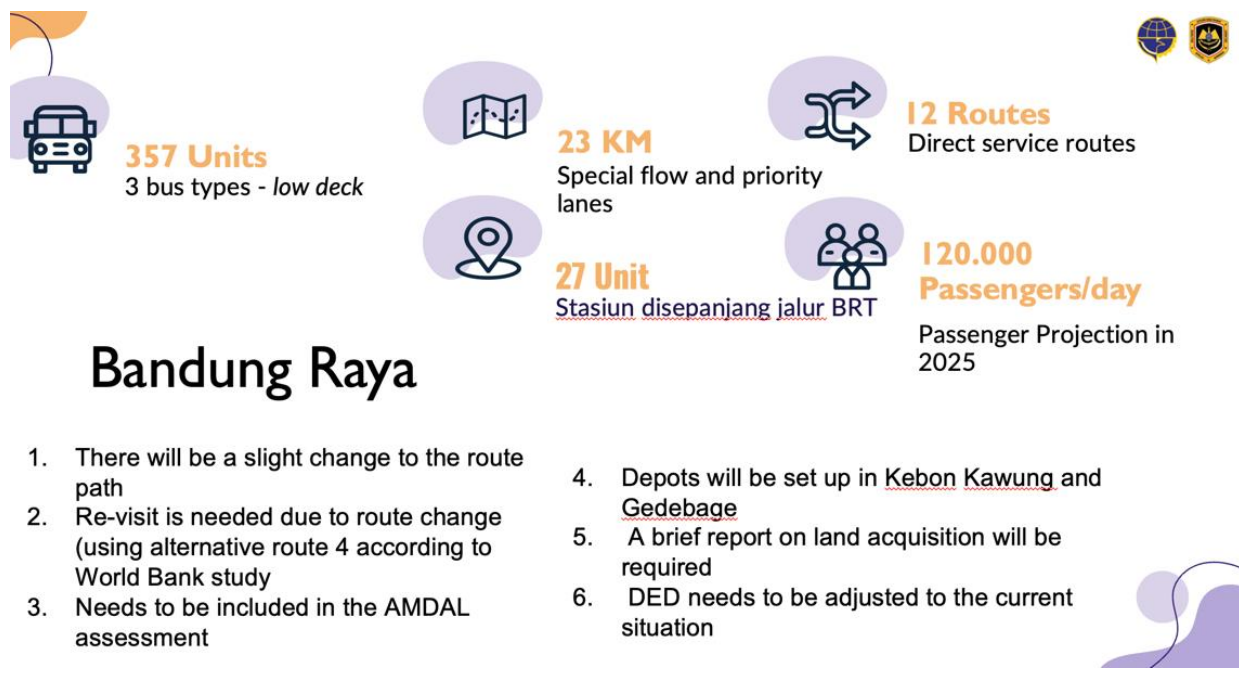 357 Units
3 bus types - low deck
23 KM
Special flow and priority
lanes
27 Unit
Stasiun disepanjang jalur BRT
12 Routes
Direct service routes
120.000
Passengers/day
Passenger Projection in
2025
Bandung Raya
1. There will be a slight change to the route
path
2. Re-visit is needed due to route change
(using alternative route 4 according to
World Bank study
3. Needs to be included in the AMDAL
assessment
4. Depots will be set up in Kebon Kawung and
Gedebage
5. A brief report on land acquisition will be
required
6. DED needs to be adjusted to the current
situation